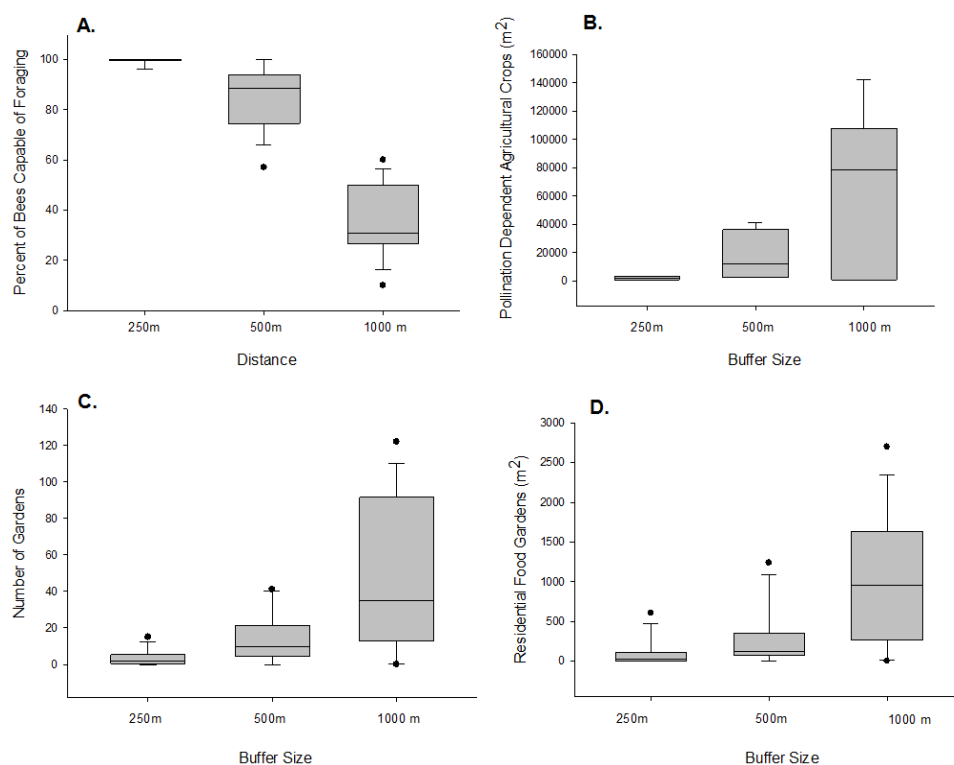 A.
Percent of Bees Capable of Foraging
100
80
60
40
20
0
250m
500m
1000 m
Distance
B.
Pollination Dependent Agricultural Crops (m²)
160000
140000
120000
100000
80000
60000
40000
20000
0
250m
500m
1000 m
Buffer Size
C.
Number of Gardens
140
120
100
80
60
40
20
0
250m
500m
1000 m
Buffer Size
D.
Residential Food Gardens (m²)
3000
2500
2000
1500
1000
500
0
250m
500m
1000 m
Buffer Size